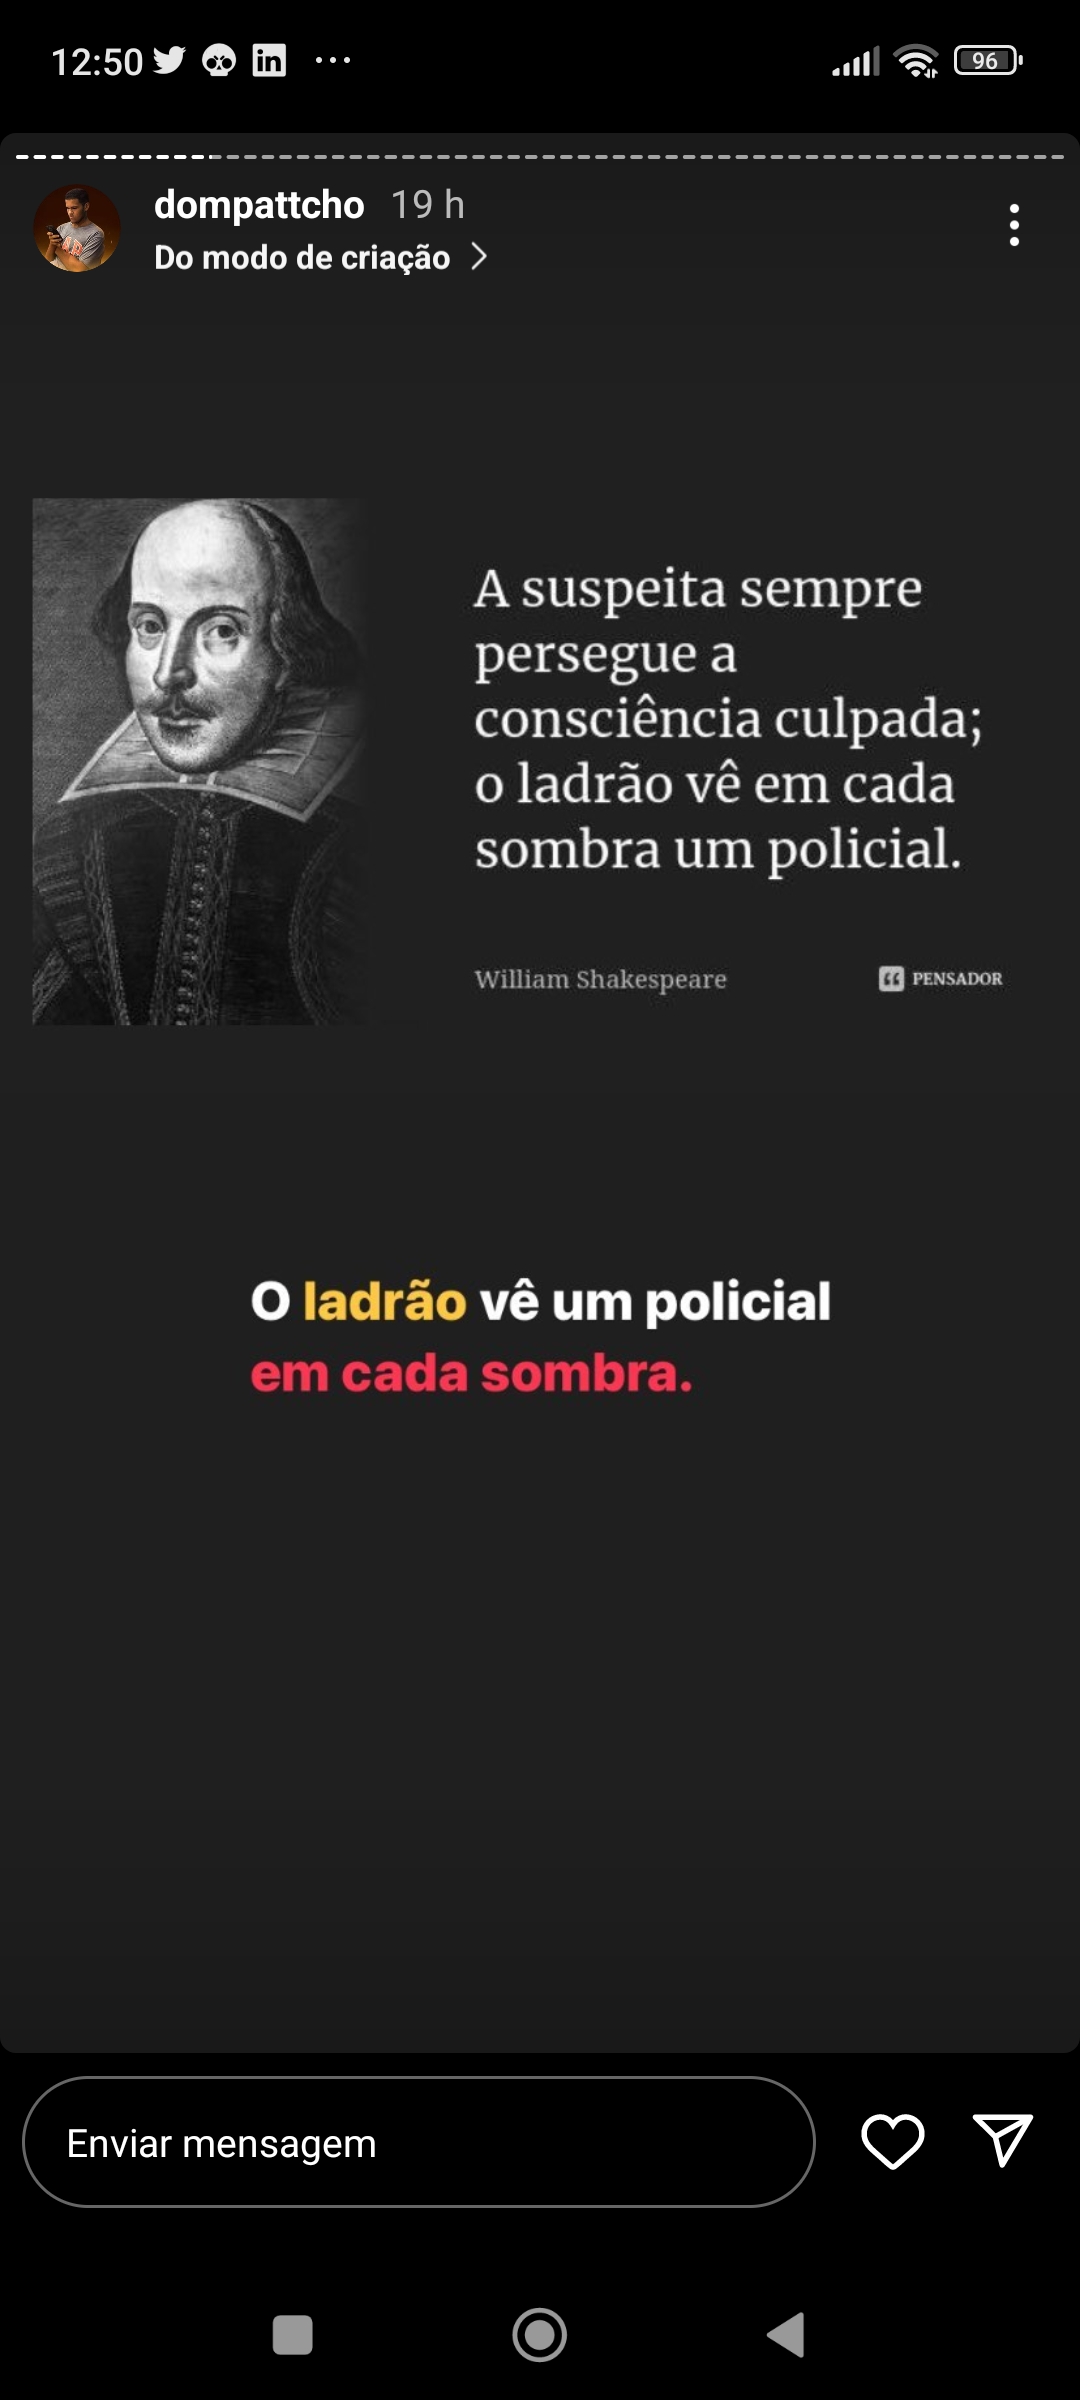 12:50
96
dompattcho 19 h
Do modo de criação
A suspeita sempre
persegue a
consciência culpada;
o ladrão vê em cada
sombra um policial.
William Shakespeare
PENSADOR
O ladrão vê um policial
em cada sombra.
Enviar mensagem